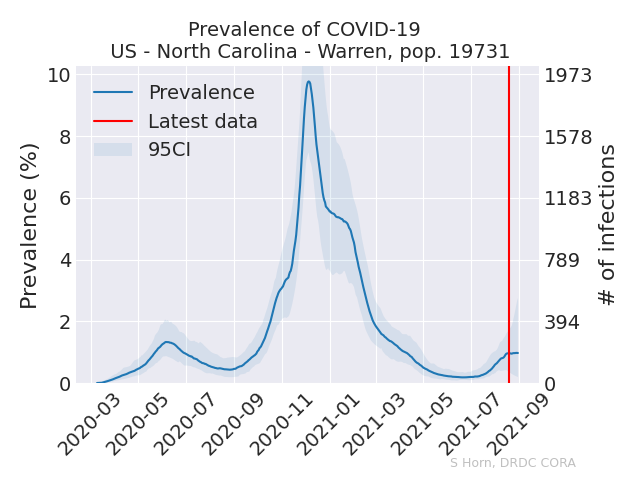 Prevalence of COVID-19
US - North Carolina - Warren, pop. 19731
Prevalence
Latest data
95CI
Prevalence (%)
10
8
6
4
2
0
1973
1578
1183
789
394
0
# of infections
2020-03
2020-05
2020-07
2020-09
2020-11
2021-01
2021-03
2021-05
2021-07
2021-09
S Horn, DRDC CORA